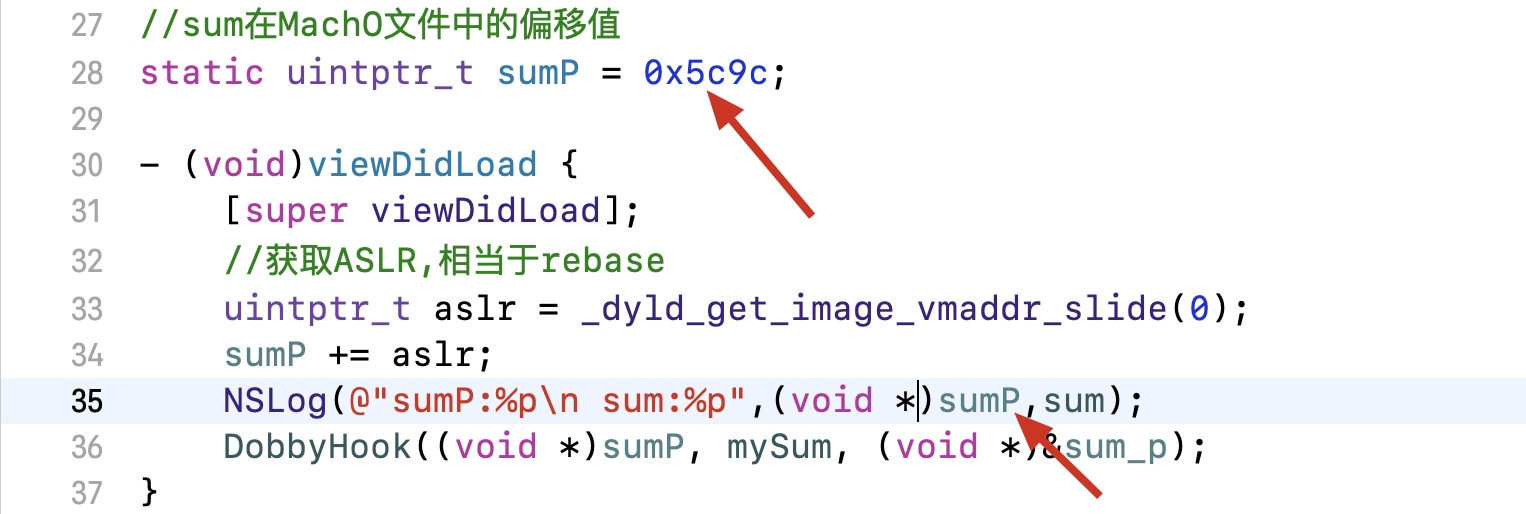 27 //sum在MachO文件中的偏移值
28 static uintptr_t sumP = 0x5c9c;
29
30 - (void)viewDidLoad {
31 [super viewDidLoad];
32 //获取ASLR,相当于rebase
33 uintptr_t aslr = _dyld_get_image_vmaddr_slide(0);
34 sumP += aslr;
35 NSLog(@"sumP:%p\n sum:%p",(void *)sumP,sum);
36 DobbyHook((void *)sumP, mySum, (void *)&sum_p);
37 }